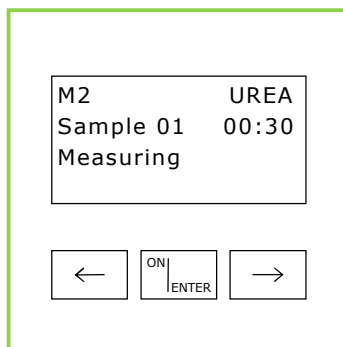 M2 UREA
Sample 01 00:30
Measuring
← ON ENTER →